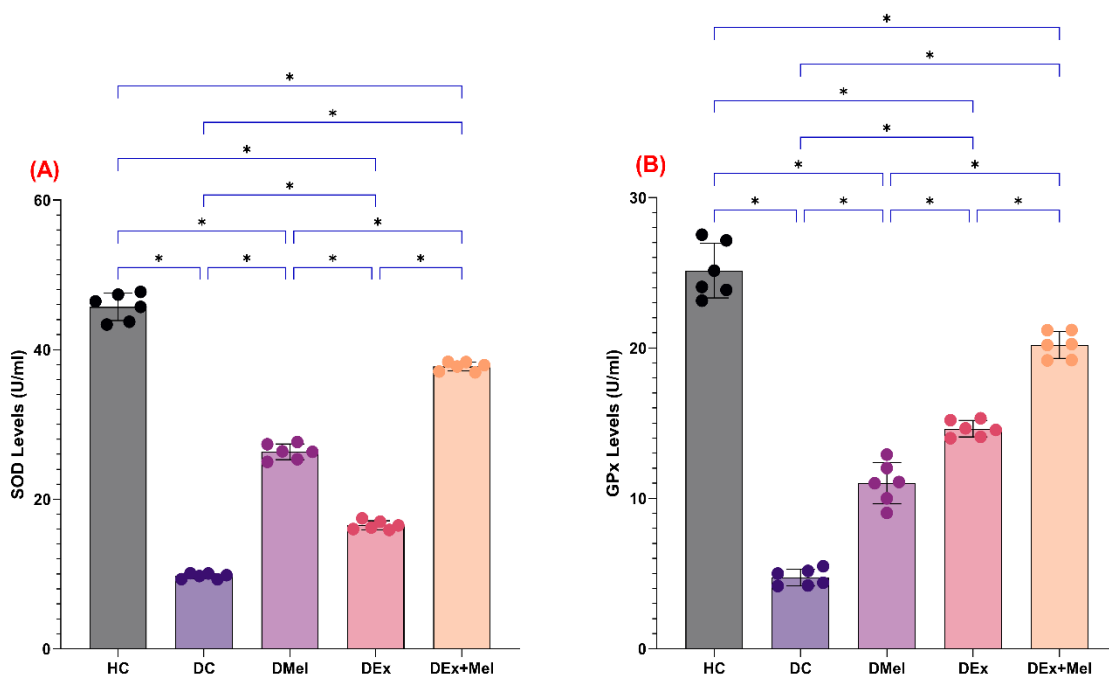 (A)
* * * * * * * * * *
SOD Levels (U/ml)
60
40
20
0
HC DC DMel DEx DEx+Mel
(B)
* * * * * * * * * *
GPx Levels (U/ml)
30
20
10
0
HC DC DMel DEx DEx+Mel